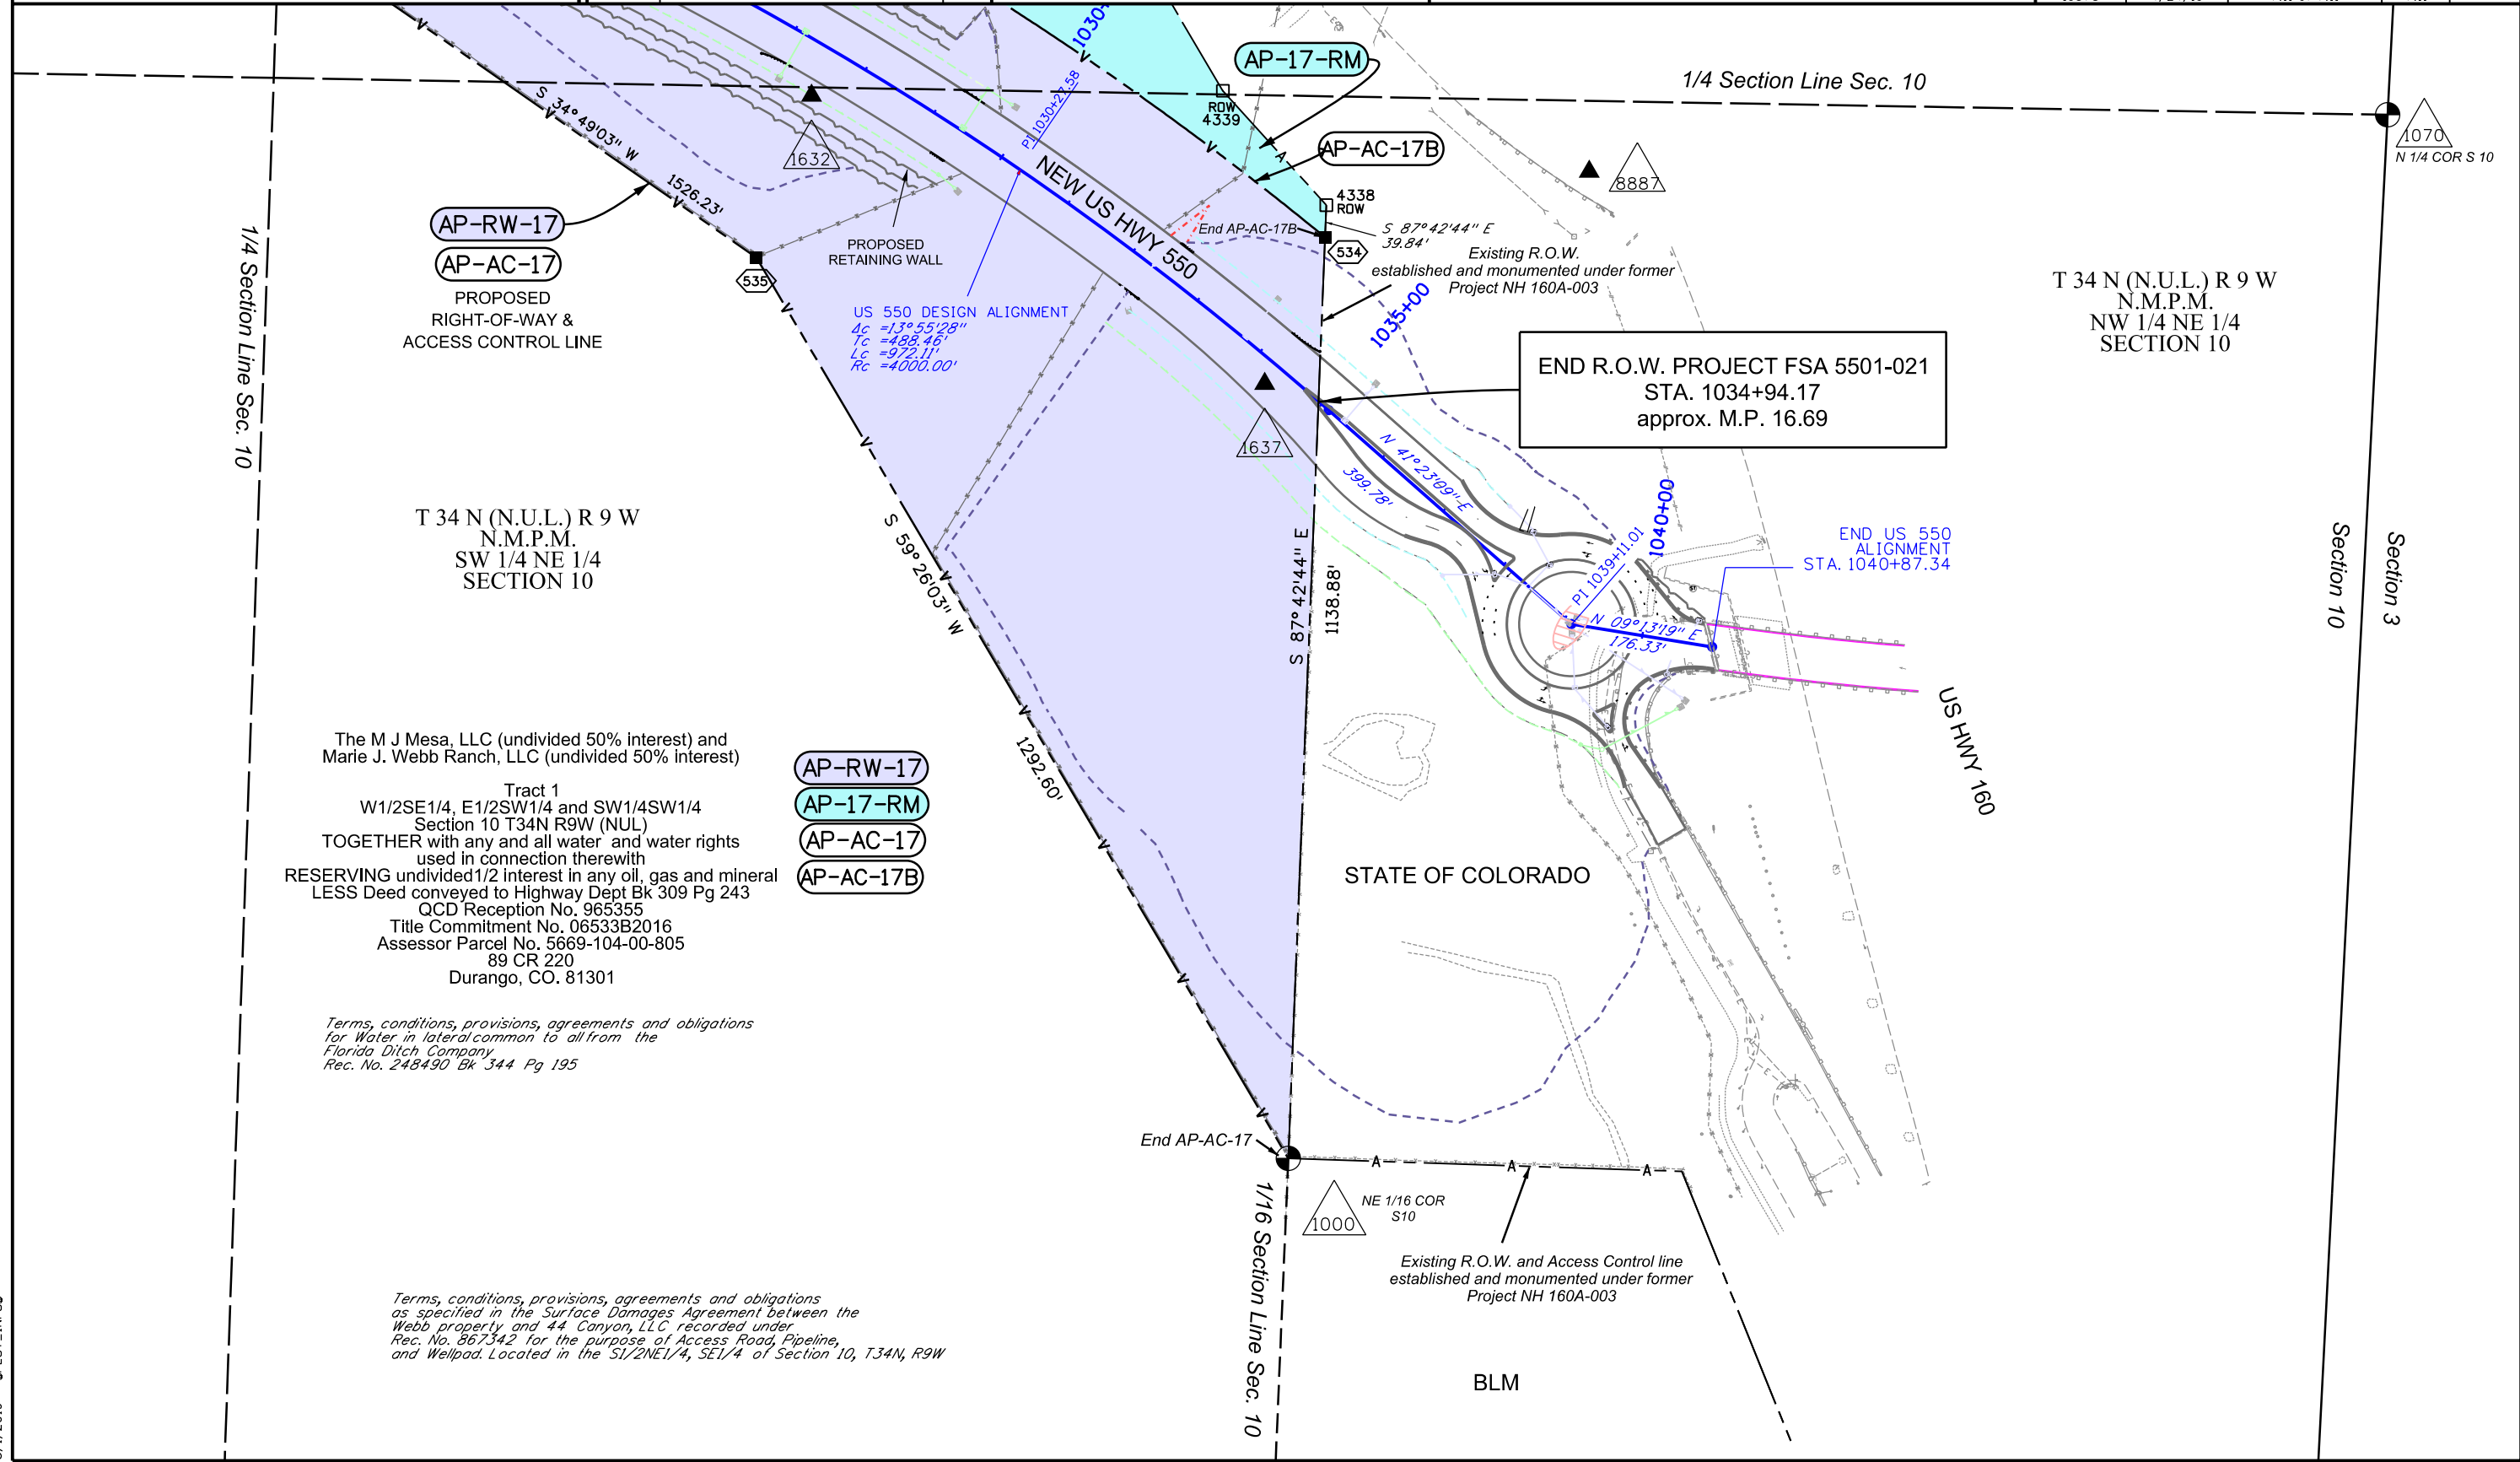 AP-17-RM
1/4 Section Line Sec. 10
1070
N 1/4 COR S 10
ROW
4339
AP-AC-17B
8887
S 34°49'03" W
1526.23'
1632
PI 1030+27.58
NEW US HWY 550
4338
ROW
S 87°42'44" E
39.84'
End AP-AC-17B
534
Existing R.O.W.
established and monumented under former
Project NH 160A-003
AP-RW-17
AP-AC-17
PROPOSED
RIGHT-OF-WAY &
ACCESS CONTROL LINE
535
PROPOSED
RETAINING WALL
US 550 DESIGN ALIGNMENT
Δc =13°55'28"
Tc =488.46'
Lc =972.11'
Rc =4000.00'
1035+00
T 34 N (N.U.L.) R 9 W
N.M.P.M.
NW 1/4 NE 1/4
SECTION 10
END R.O.W. PROJECT FSA 5501-021
STA. 1034+94.17
approx. M.P. 16.69
1/4 Section Line Sec. 10
1637
N 41°23'09" E
399.78'
T 34 N (N.U.L.) R 9 W
N.M.P.M.
SW 1/4 NE 1/4
SECTION 10
S 59°26'03" W
1292.60'
S 87°42'44" E
1138.88'
PI 1039+11.01
1040+00
END US 550
ALIGNMENT
STA. 1040+87.34
N 09°13'19" E
176.33'
Section 10
Section 3
US HWY 160
The M J Mesa, LLC (undivided 50% interest) and
Marie J. Webb Ranch, LLC (undivided 50% interest)
Tract 1
W1/2SE1/4, E1/2SW1/4 and SW1/4SW1/4
Section 10 T34N R9W (NUL)
TOGETHER with any and all water and water rights
used in connection therewith
RESERVING undivided1/2 interest in any oil, gas and mineral
LESS Deed conveyed to Highway Dept Bk 309 Pg 243
QCD Reception No. 965355
Title Commitment No. 06533B2016
Assessor Parcel No. 5669-104-00-805
89 CR 220
Durango, CO. 81301
AP-RW-17
AP-17-RM
AP-AC-17
AP-AC-17B
STATE OF COLORADO
Terms, conditions, provisions, agreements and obligations
for Water in lateral common to all from the
Florida Ditch Company
Rec. No. 248490 Bk 344 Pg 195
End AP-AC-17
1000
NE 1/16 COR
S10
1/16 Section Line Sec. 10
Existing R.O.W. and Access Control line
established and monumented under former
Project NH 160A-003
Terms, conditions, provisions, agreements and obligations
as specified in the Surface Damages Agreement between the
Webb property and 44 Canyon, LLC recorded under
Rec. No. 867342 for the purpose of Access Road, Pipeline,
and Wellpad. Located in the S1/2NE1/4, SE1/4 of Section 10, T34N, R9W
BLM